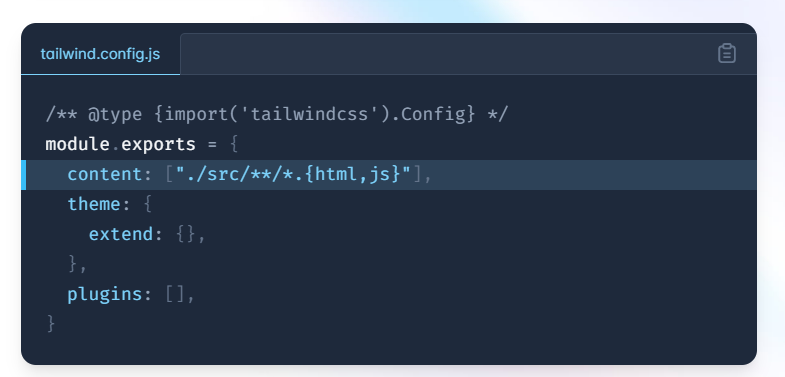 tailwind.config.js
/** @type {import('tailwindcss').Config} */
module.exports = {
  content: ["./src/**/*.{html,js}"],
  theme: {
    extend: {},
  },
  plugins: [],
}